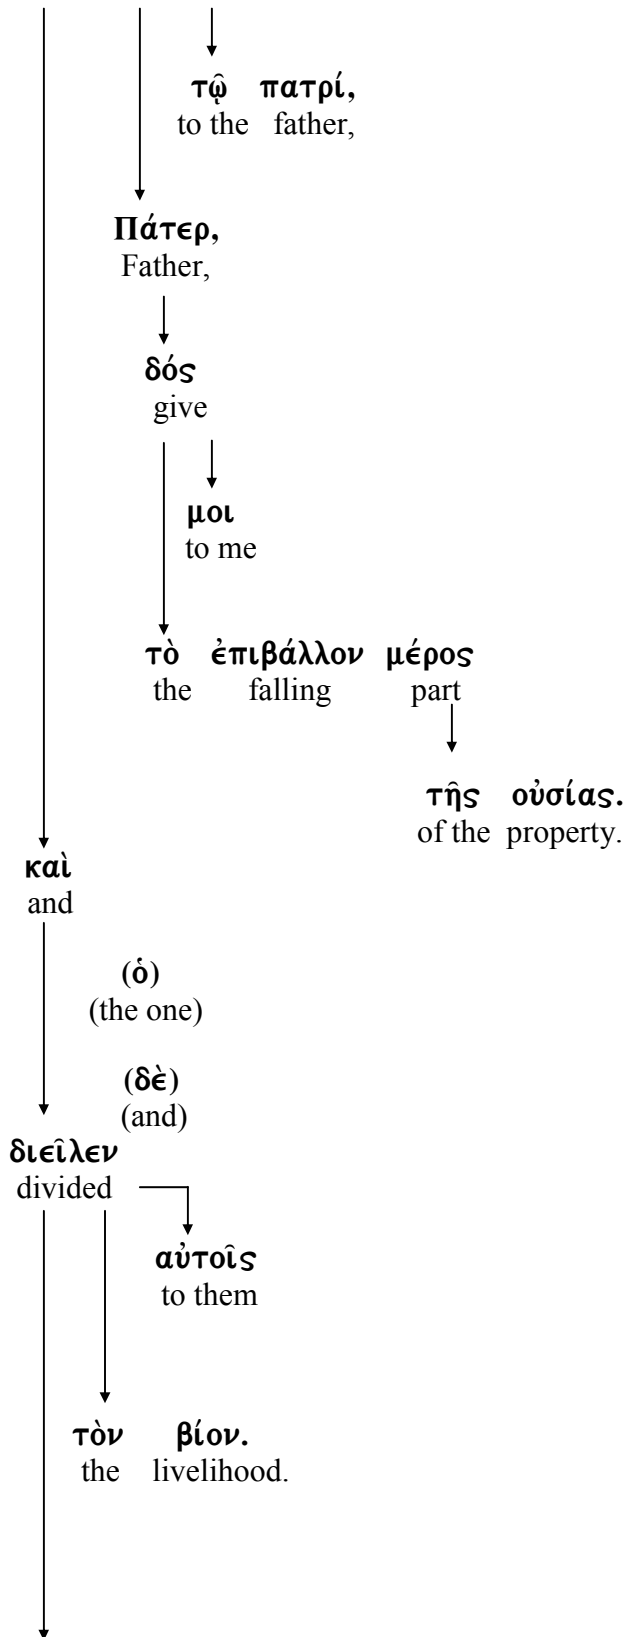 τῷ πατρί,
to the father,
Πάτερ,
Father,
δός
give
μοι
to me
τὸ ἐπιβάλλον μέρος
the falling part
τῆς οὐσίας.
of the property.
καὶ
and
(ὁ)
(the one)
(δὲ)
(and)
διεῖλεν
divided
αὐτοῖς
to them
τὸν βίον.
the livelihood.